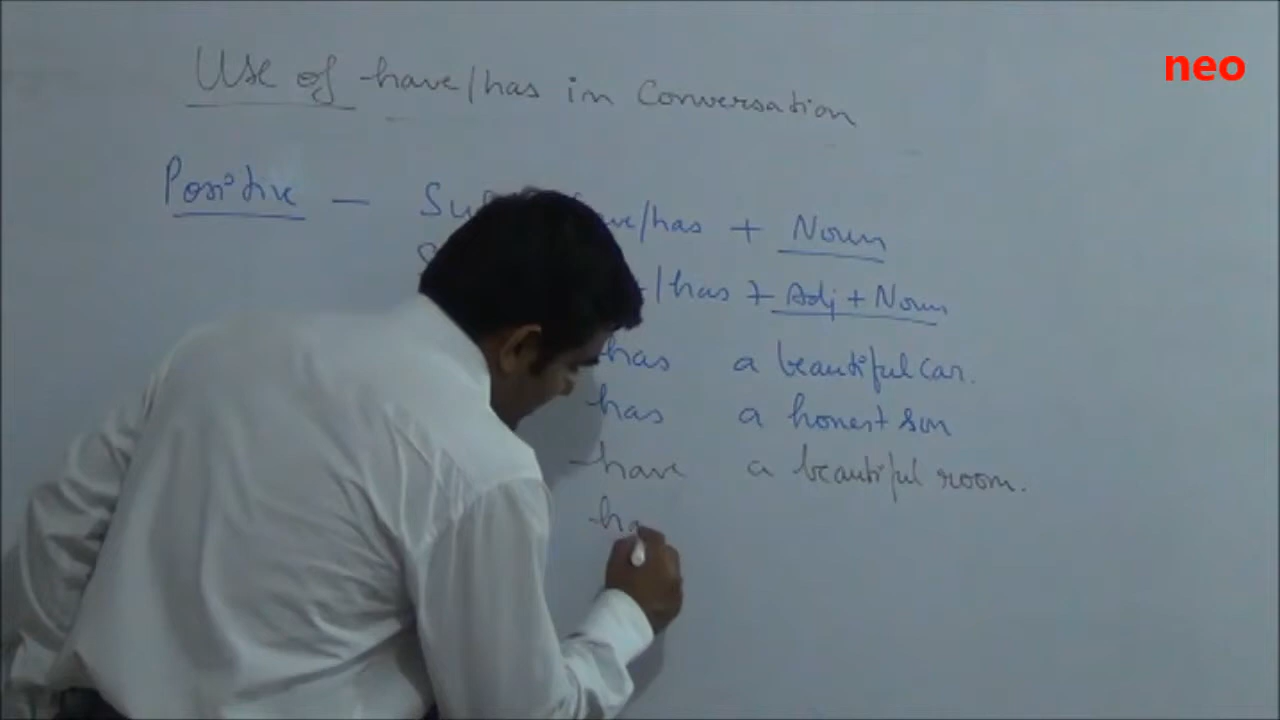 neo
Use of have/has in Conversation
Positive - have/has + Noun
/has + Adj + Noun
has a beautiful car.
has a honest son
have a beautiful room.
ha